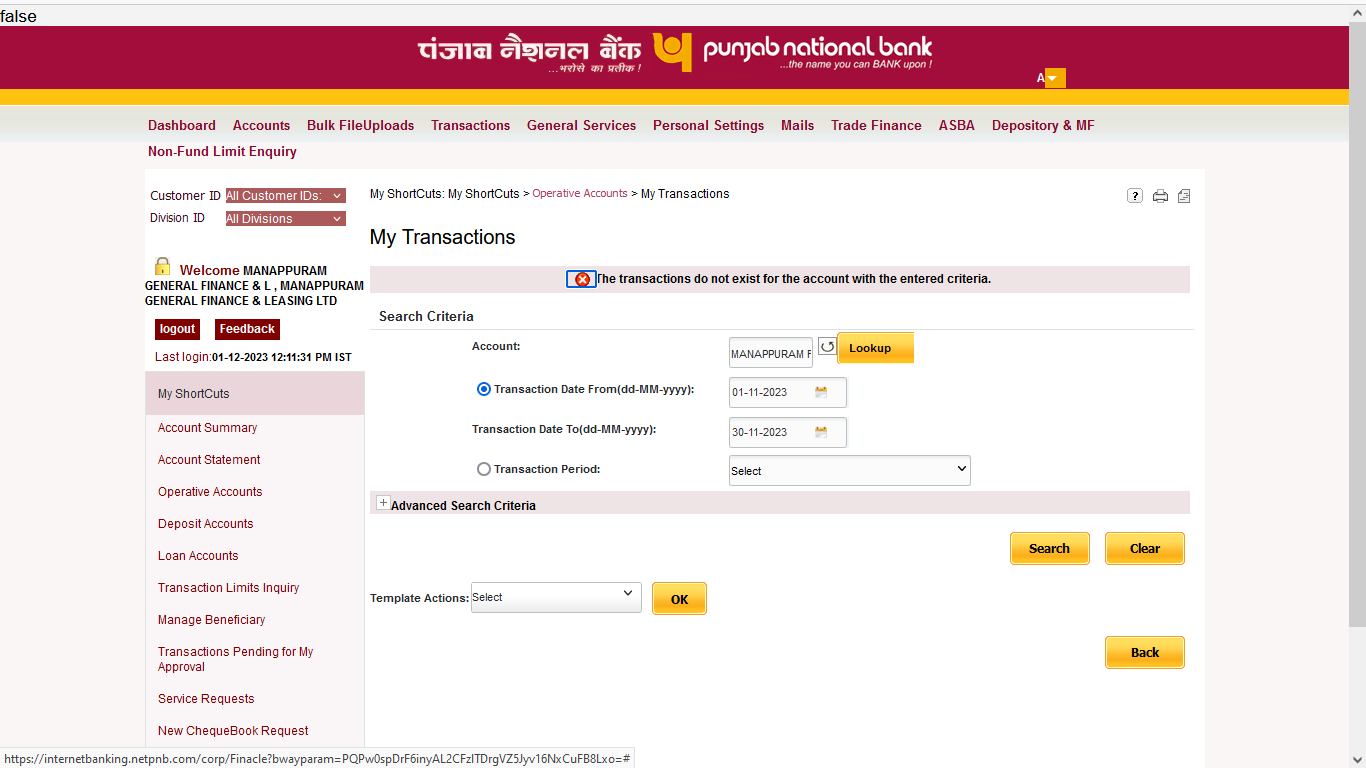 false
पंजाब नैशनल बैंक punjab national bank
...भरोसे का प्रतीक ! ...the name you can BANK upon !
A
Dashboard Accounts Bulk FileUploads Transactions General Services Personal Settings Mails Trade Finance ASBA Depository & MF
Non-Fund Limit Enquiry
Customer ID All Customer IDs:
Division ID All Divisions
My ShortCuts: My ShortCuts > Operative Accounts > My Transactions
?
My Transactions
Welcome MANAPPURAM
GENERAL FINANCE & L , MANAPPURAM
GENERAL FINANCE & LEASING LTD
logout Feedback
Last login:01-12-2023 12:11:31 PM IST
The transactions do not exist for the account with the entered criteria.
Search Criteria
Account: MANAPPURAM F Lookup
Transaction Date From(dd-MM-yyyy): 01-11-2023
Transaction Date To(dd-MM-yyyy): 30-11-2023
Transaction Period: Select
Advanced Search Criteria
Search Clear
Template Actions: Select OK
Back
My ShortCuts
Account Summary
Account Statement
Operative Accounts
Deposit Accounts
Loan Accounts
Transaction Limits Inquiry
Manage Beneficiary
Transactions Pending for My
Approval
Service Requests
New ChequeBook Request
https://internetbanking.netpnb.com/corp/Finacle?bwayparam=PQPw0spDrF6inyAL2CFzITDrgVZ5Jyv16NxCuFB8Lxo=#